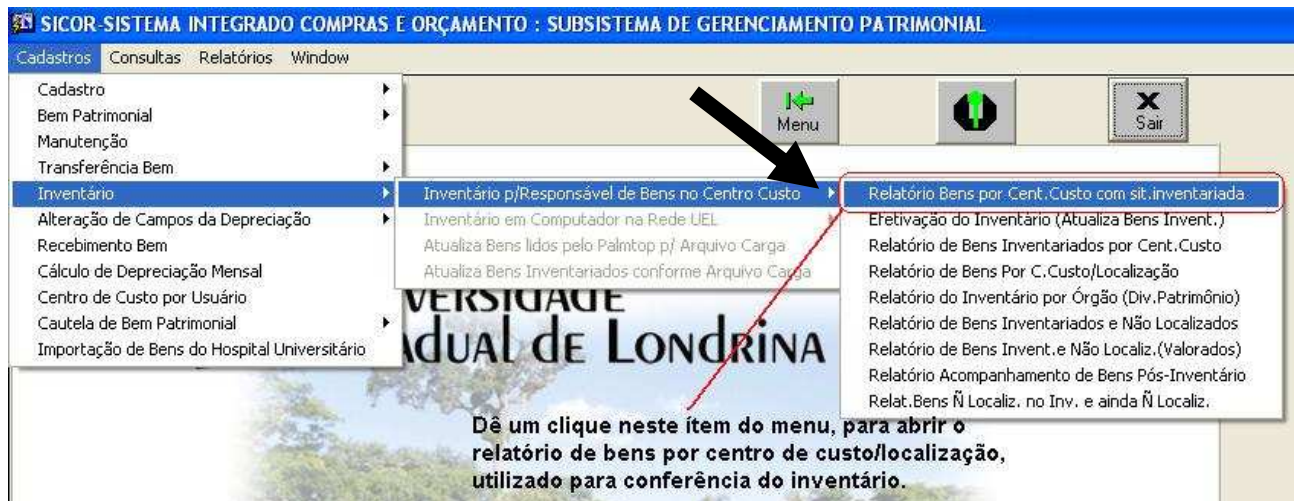 SICOR-SISTEMA INTEGRADO COMPRAS E ORÇAMENTO : SUBSISTEMA DE GERENCIAMENTO PATRIMONIAL
Cadastros Consultas Relatórios Window
Menu
Sair
Cadastro
Bem Patrimonial
Manutenção
Transferência Bem
Inventário
Alteração de Campos da Depreciação
Recebimento Bem
Cálculo de Depreciação Mensal
Centro de Custo por Usuário
Cautela de Bem Patrimonial
Importação de Bens do Hospital Universitário
Inventário p/Responsável de Bens no Centro Custo
Inventário em Computador na Rede UEL
Atualiza Bens lidos pelo Palmtop p/ Arquivo Carga
Atualiza Bens Inventariados conforme Arquivo Carga
Relatório Bens por Cent.Custo com sit.inventariada
Efetivação do Inventário (Atualiza Bens Invent.)
Relatório de Bens Inventariados por Cent.Custo
Relatório de Bens Por C.Custo/Localização
Relatório do Inventário por Órgão (Div.Patrimônio)
Relatório de Bens Inventariados e Não Localizados
Relatório de Bens Invent.e Não Localiz.(Valorados)
Relatório Acompanhamento de Bens Pós-Inventário
Relat.Bens Ñ Localiz. no Inv. e ainda Ñ Localiz.
VERSIDADE
ADUAL DE LONDRINA
Dê um clique neste ítem do menu, para abrir o
relatório de bens por centro de custo/localização,
utilizado para conferência do inventário.